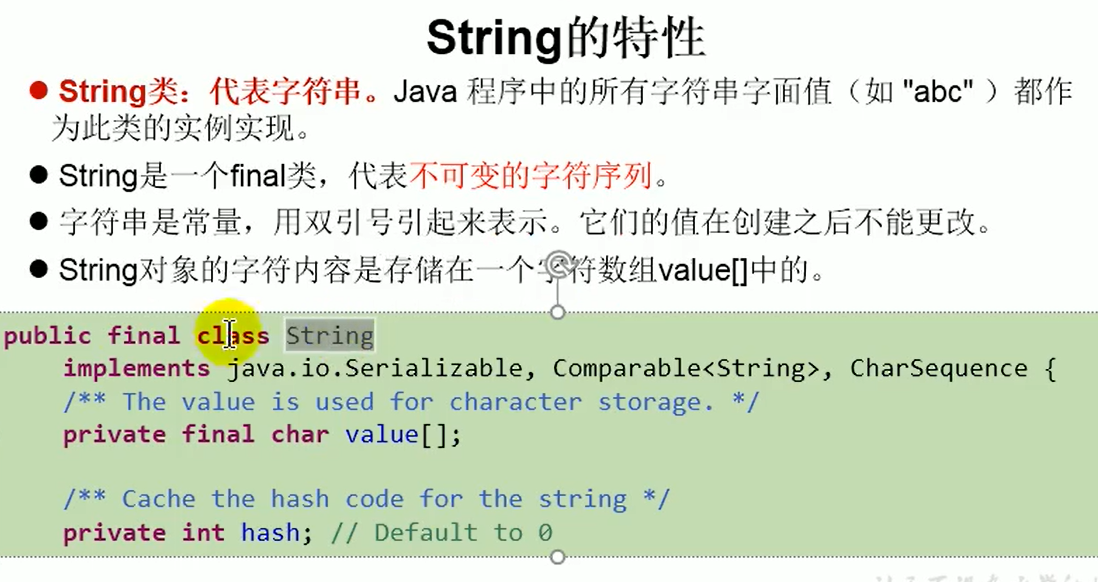 String的特性
● String类：代表字符串。Java 程序中的所有字符串字面值（如 "abc" ）都作
为此类的实例实现。
● String是一个final类，代表不可变的字符序列。
● 字符串是常量，用双引号引起来表示。它们的值在创建之后不能更改。
● String对象的字符内容是存储在一个字符数组value[]中的。
public final class String
    implements java.io.Serializable, Comparable<String>, CharSequence {
    /** The value is used for character storage. */
    private final char value[];
    /** Cache the hash code for the string */
    private int hash; // Default to 0